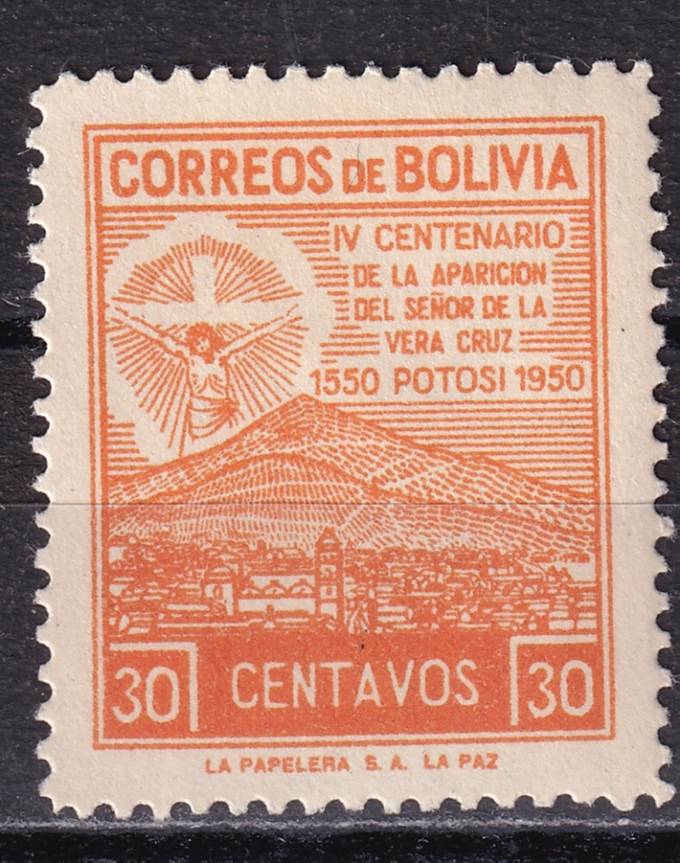 CORREOS DE BOLIVIA
IV CENTENARIO
DE LA APARICION
DEL SEÑOR DE LA
VERA CRUZ
1550 POTOSI 1950
30 CENTAVOS 30
LA PAPELERA S. A. LA PAZ